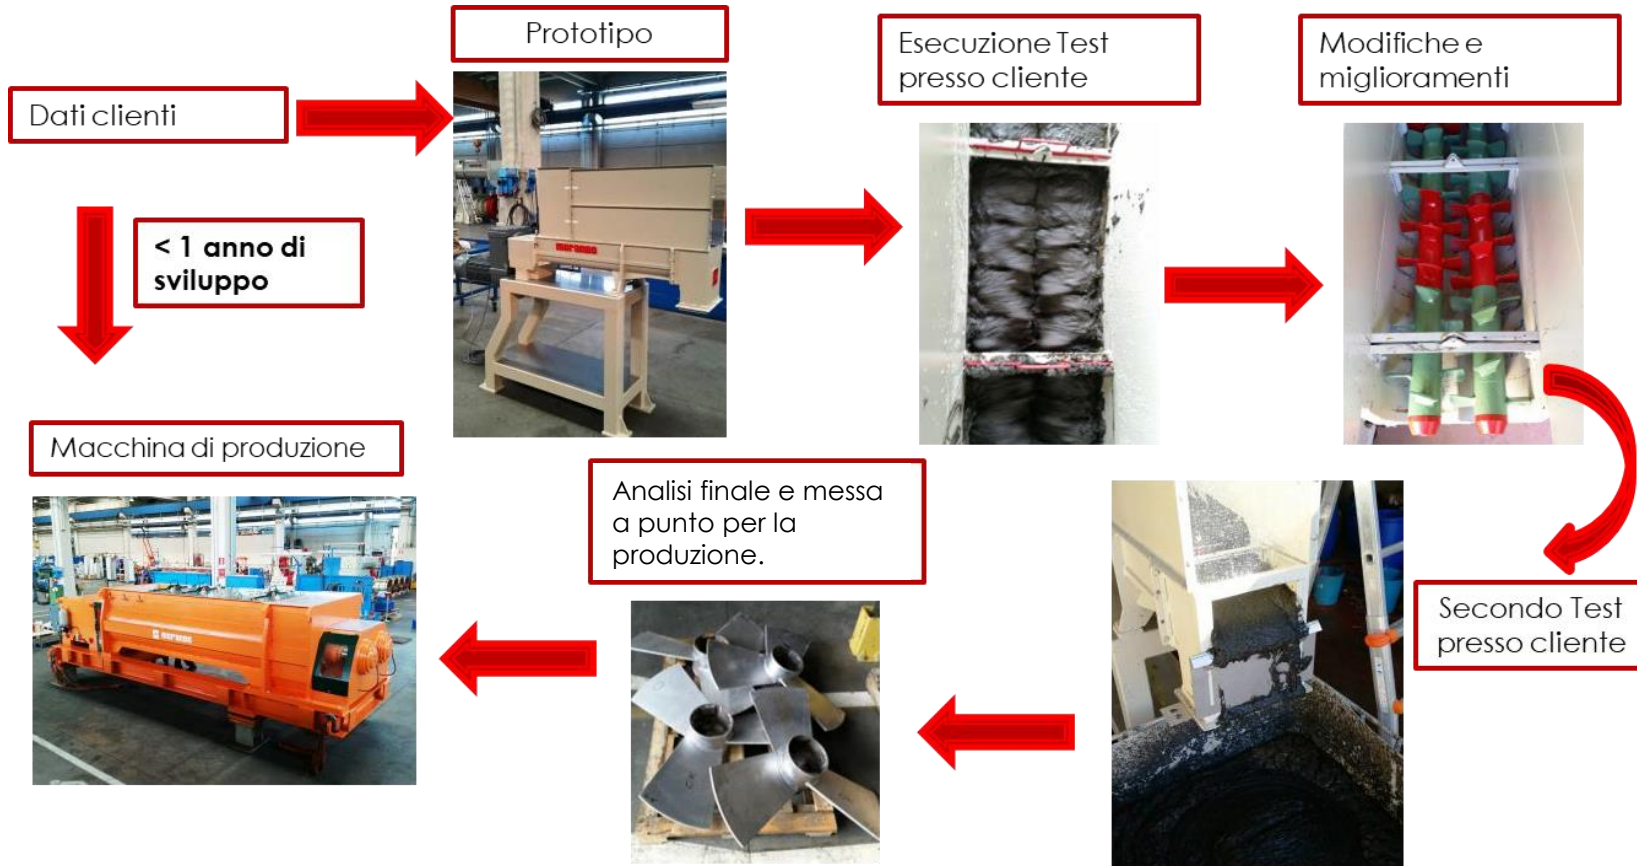 Prototipo
Esecuzione Test
presso cliente
Modifiche e
miglioramenti
Dati clienti
< 1 anno di
sviluppo
Macchina di produzione
Analisi finale e messa
a punto per la
produzione.
Secondo Test
presso cliente